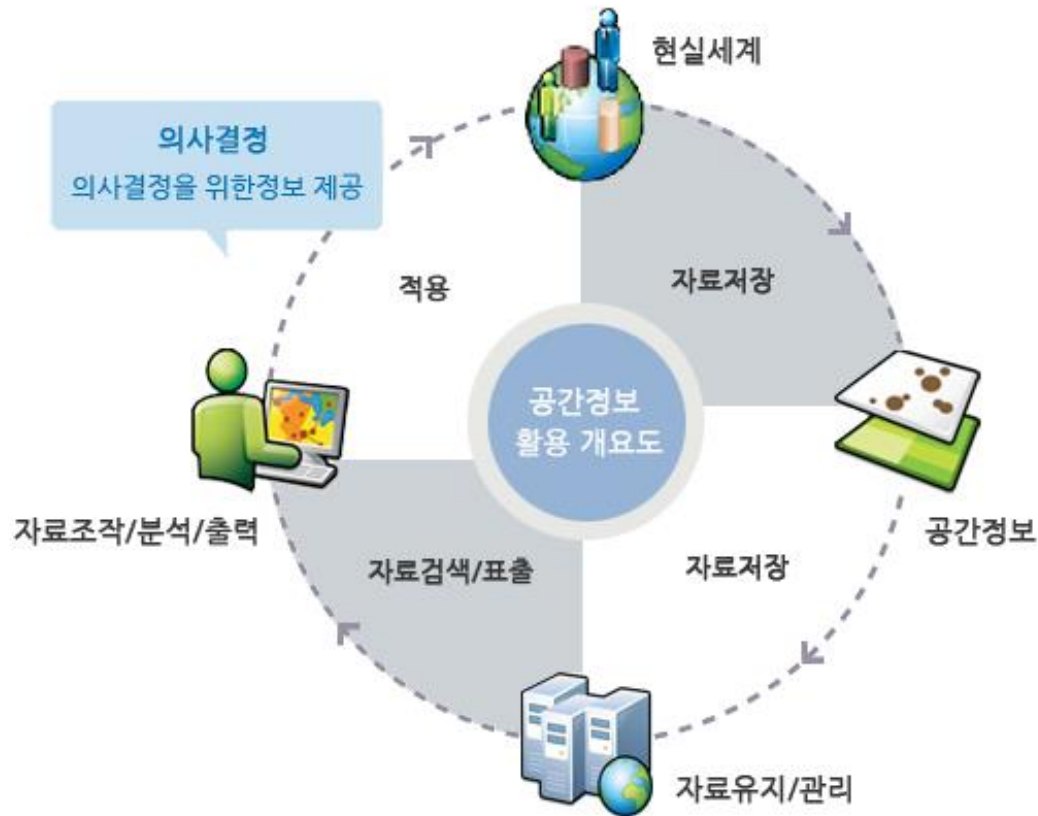 현실세계
의사결정
의사결정을 위한정보 제공
적용
자료저장
공간정보
활용 개요도
자료조작/분석/출력
공간정보
자료검색/표출
자료저장
자료유지/관리